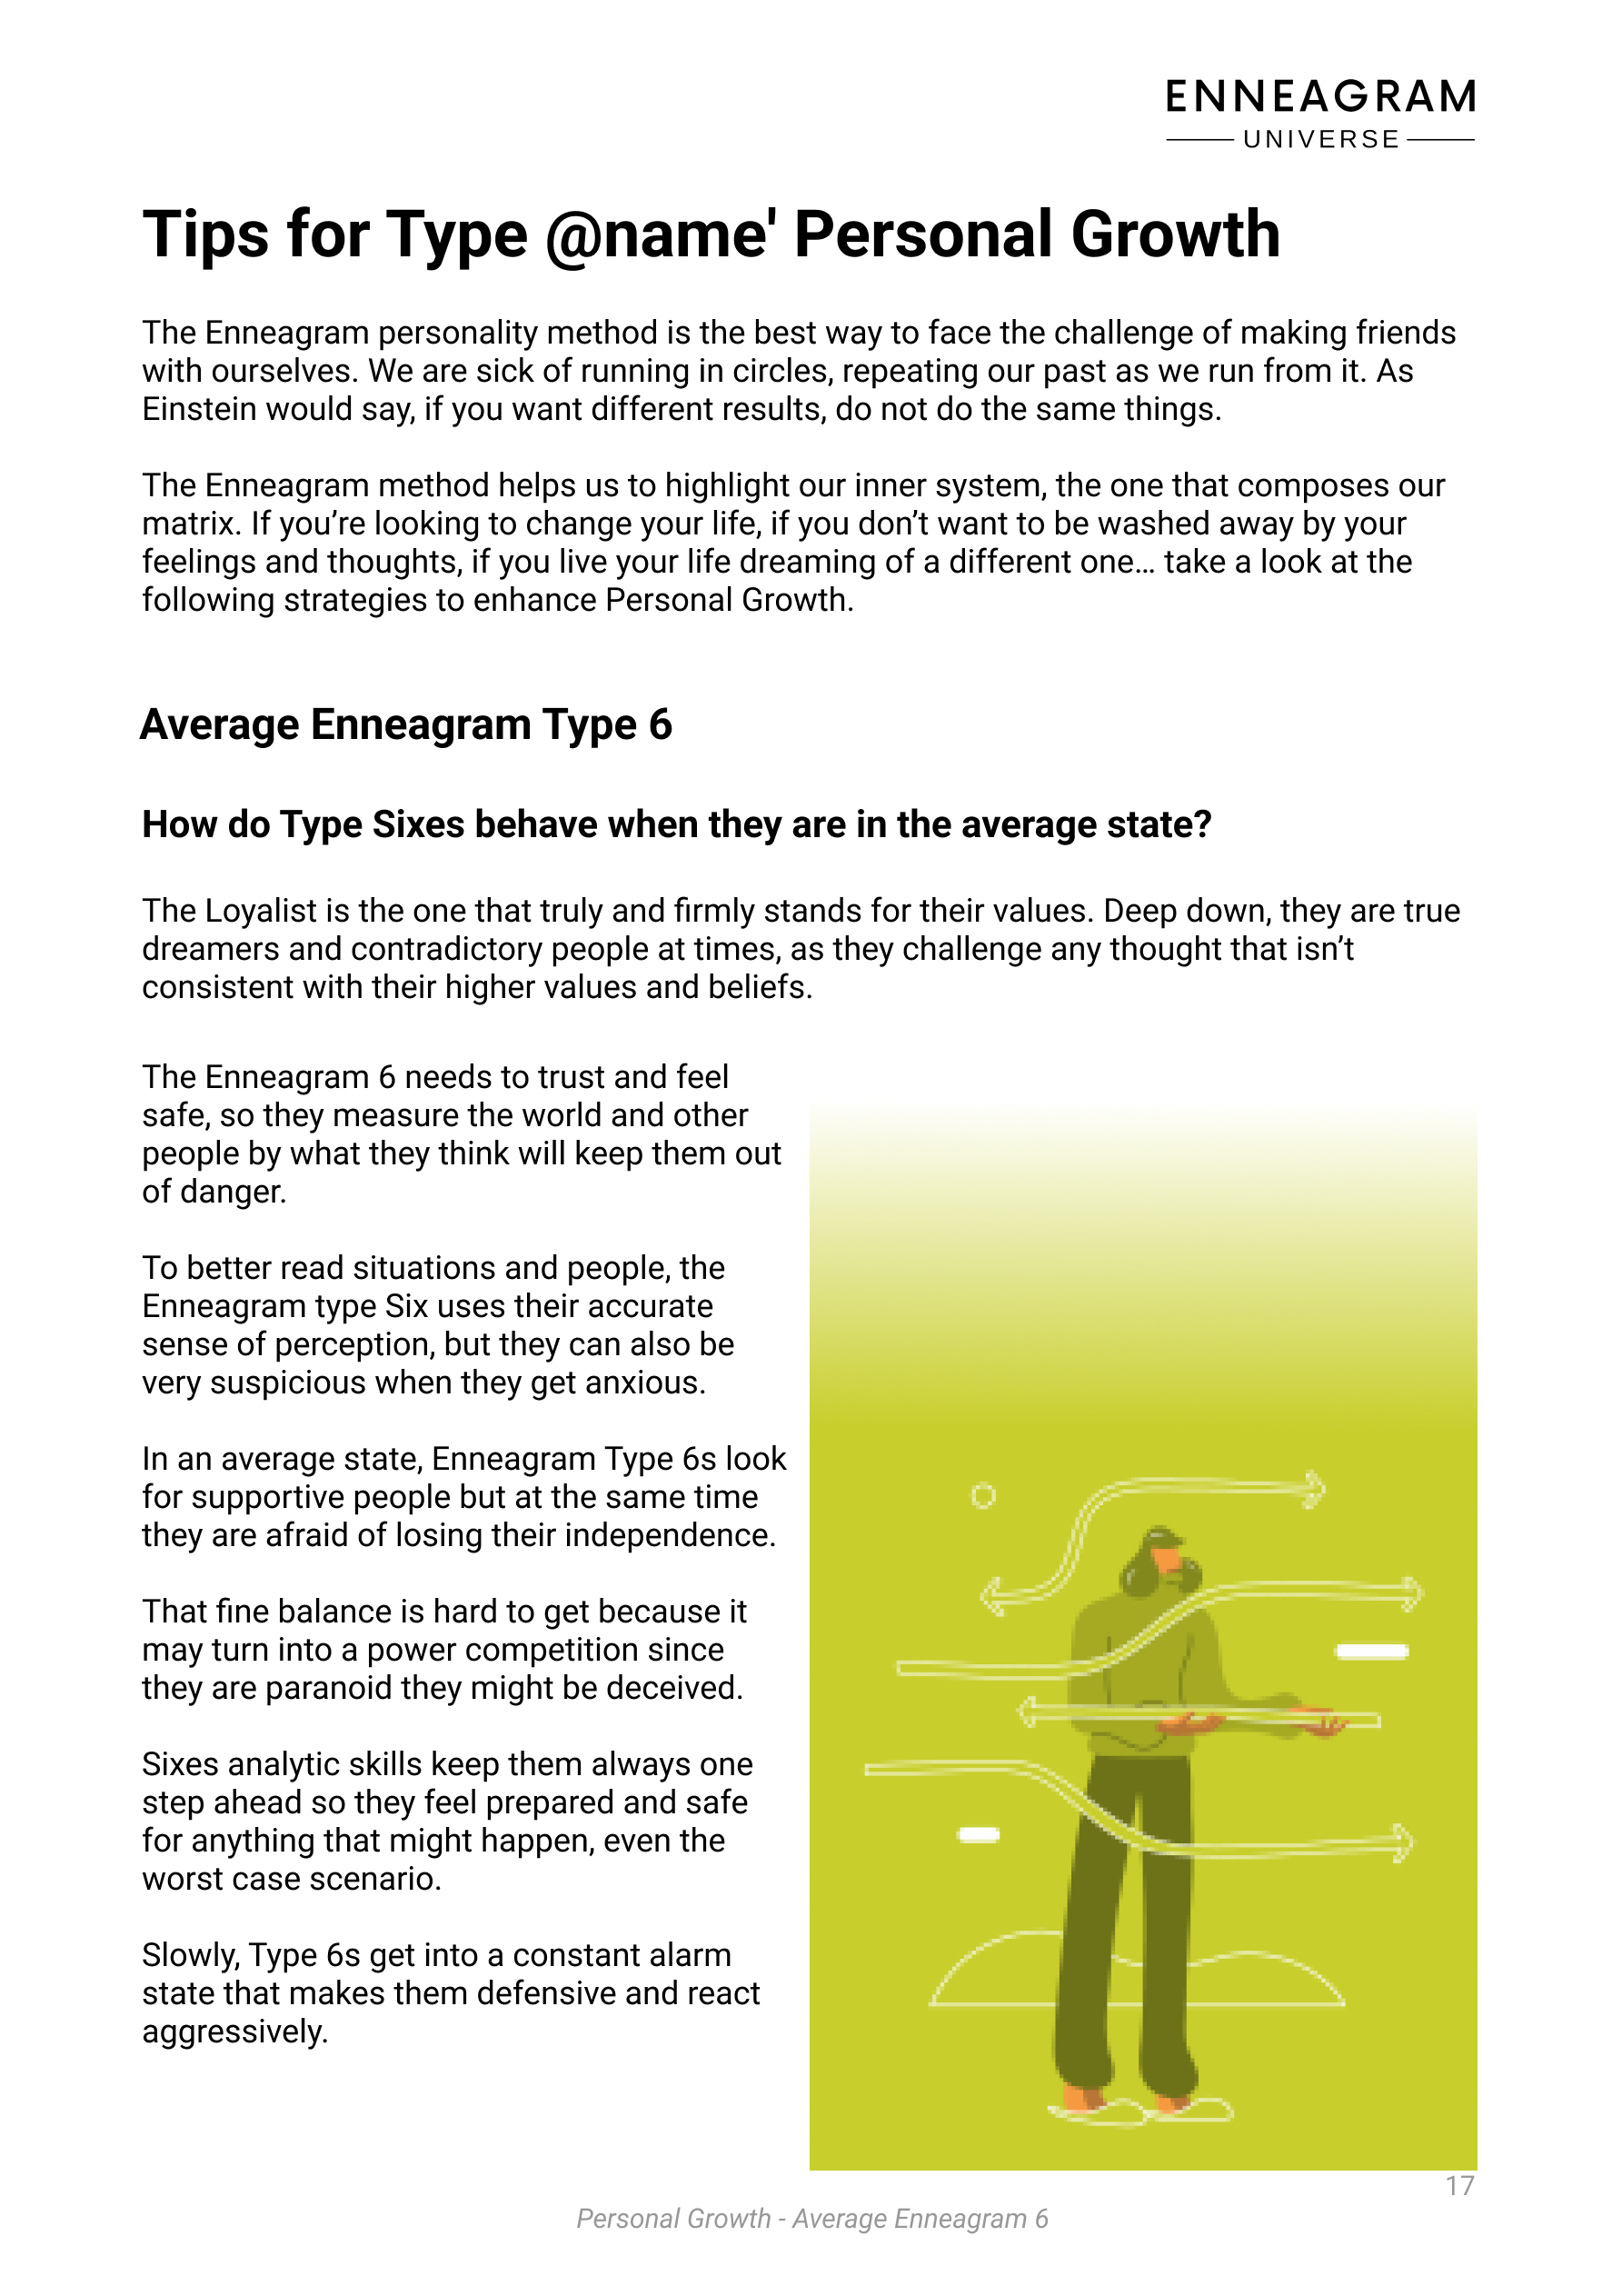 ENNEAGRAM
UNIVERSE
Tips for Type @name' Personal Growth
The Enneagram personality method is the best way to face the challenge of making friends
with ourselves. We are sick of running in circles, repeating our past as we run from it. As
Einstein would say, if you want different results, do not do the same things.
The Enneagram method helps us to highlight our inner system, the one that composes our
matrix. If you’re looking to change your life, if you don’t want to be washed away by your
feelings and thoughts, if you live your life dreaming of a different one… take a look at the
following strategies to enhance Personal Growth.
Average Enneagram Type 6
How do Type Sixes behave when they are in the average state?
The Loyalist is the one that truly and firmly stands for their values. Deep down, they are true
dreamers and contradictory people at times, as they challenge any thought that isn’t
consistent with their higher values and beliefs.
The Enneagram 6 needs to trust and feel
safe, so they measure the world and other
people by what they think will keep them out
of danger.
To better read situations and people, the
Enneagram type Six uses their accurate
sense of perception, but they can also be
very suspicious when they get anxious.
In an average state, Enneagram Type 6s look
for supportive people but at the same time
they are afraid of losing their independence.
That fine balance is hard to get because it
may turn into a power competition since
they are paranoid they might be deceived.
Sixes analytic skills keep them always one
step ahead so they feel prepared and safe
for anything that might happen, even the
worst case scenario.
Slowly, Type 6s get into a constant alarm
state that makes them defensive and react
aggressively.
17
Personal Growth - Average Enneagram 6